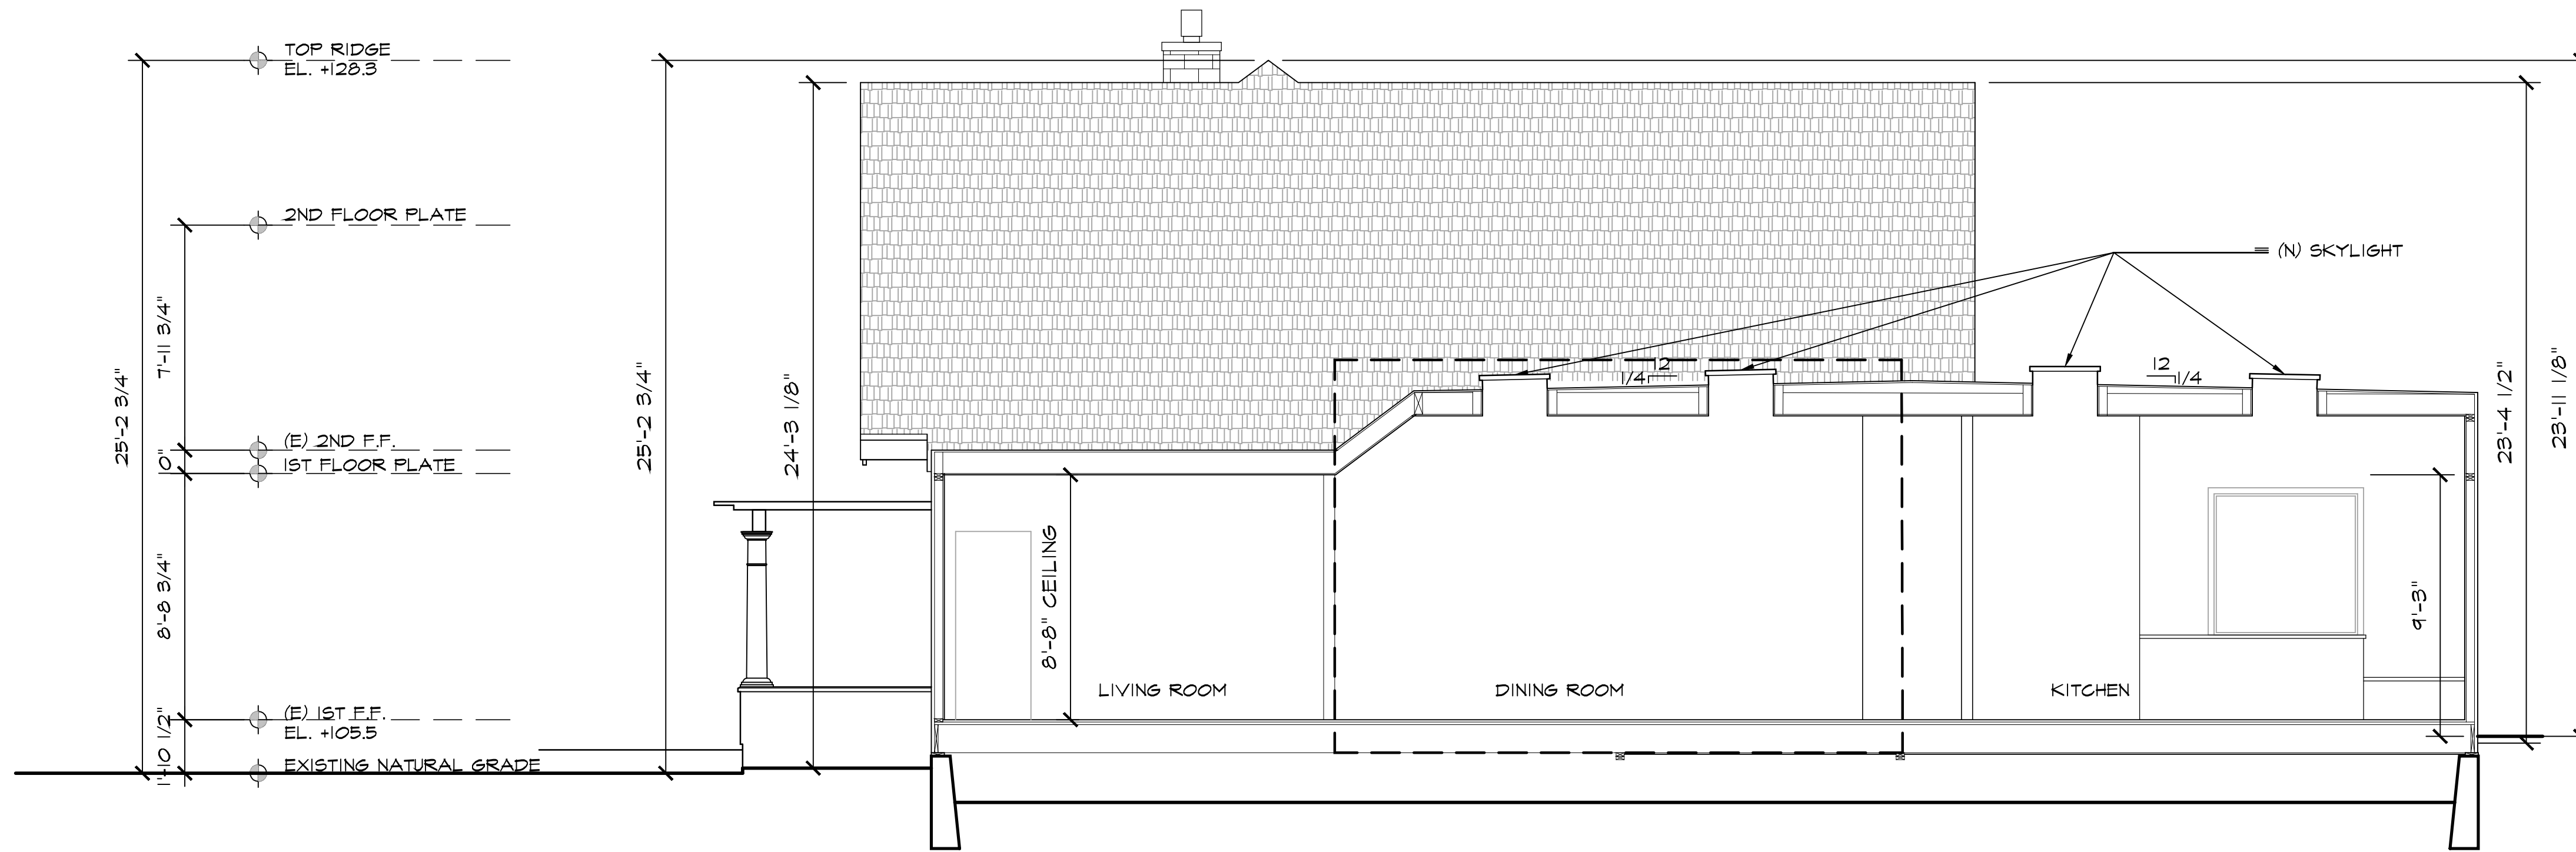 TOP RIDGE
EL. +128.3
2ND FLOOR PLATE
(E) 2ND F.F.
1ST FLOOR PLATE
(E) 1ST F.F.
EL. +105.5
EXISTING NATURAL GRADE
25'-2 3/4"
7'-11 3/4"
0"
8'-8 3/4"
1'-10 1/2"
25'-2 3/4"
24'-3 1/8"
8'-8" CEILING
LIVING ROOM
DINING ROOM
KITCHEN
12
1/4
12
1/4
(N) SKYLIGHT
9'-3"
23'-4 1/2"
23'-11 1/8"